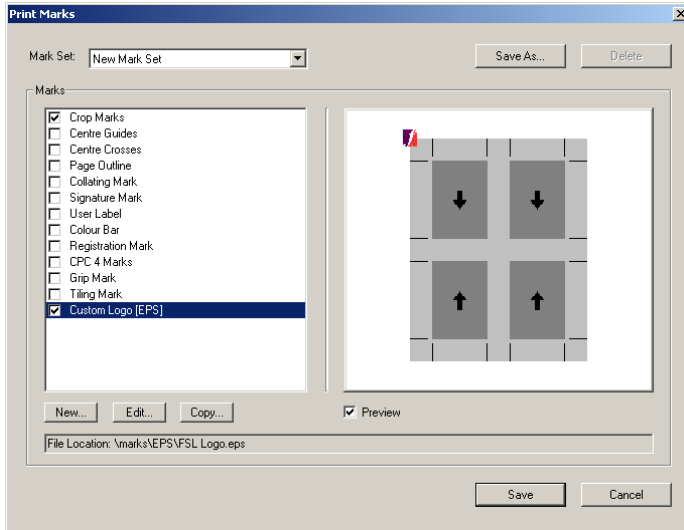 Print Marks
Mark Set: New Mark Set
Save As...
Delete
Marks
Crop Marks
Centre Guides
Centre Crosses
Page Outline
Collating Mark
Signature Mark
User Label
Colour Bar
Registration Mark
CPC 4 Marks
Grip Mark
Tiling Mark
Custom Logo [EPS]
New... Edit... Copy...
Preview
File Location: \marks\EPS\FSL Logo.eps
Save Cancel